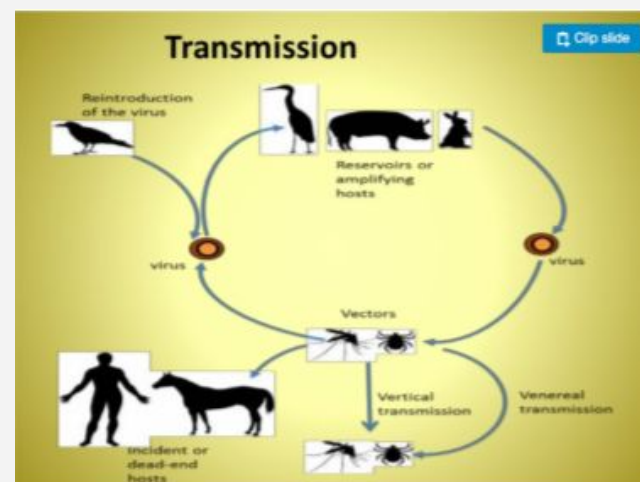 Transmission
Clip slide
Reintroduction
of the virus
Reservoirs or
amplifying
hosts
virus
virus
Vectors
Vertical
transmission
Venereal
transmission
Incident or
dead-end
hosts